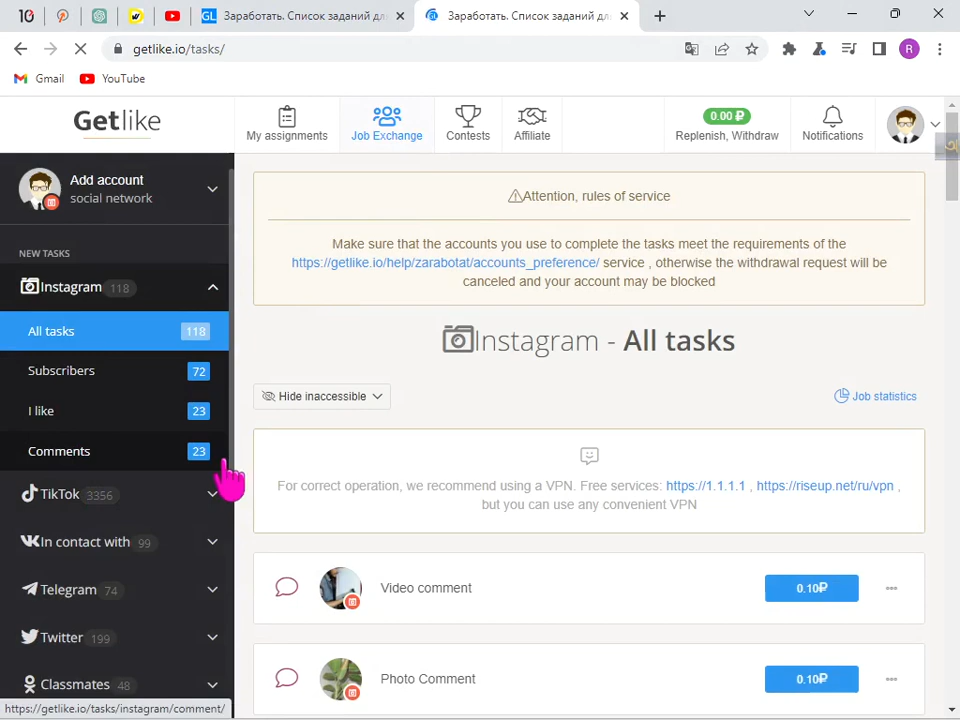 10
GL Заработать. Список заданий дл
Заработать. Список заданий дл
getlike.io/tasks/
R
Gmail
YouTube
Getlike
My assignments
Job Exchange
Contests
Affiliate
0.00 ₽
Replenish, Withdraw
Notifications
Add account
social network
NEW TASKS
Instagram 118
All tasks 118
Subscribers 72
I like 23
Comments 23
TikTok 3356
In contact with 99
Telegram 74
Twitter 199
Classmates 48
https://getlike.io/tasks/instagram/comment/
Attention, rules of service
Make sure that the accounts you use to complete the tasks meet the requirements of the
https://getlike.io/help/zarabotat/accounts_preference/ service , otherwise the withdrawal request will be
canceled and your account may be blocked
Instagram - All tasks
Hide inaccessible
Job statistics
For correct operation, we recommend using a VPN. Free services: https://1.1.1.1 , https://riseup.net/ru/vpn ,
but you can use any convenient VPN
Video comment 0.10₽
Photo Comment 0.10₽